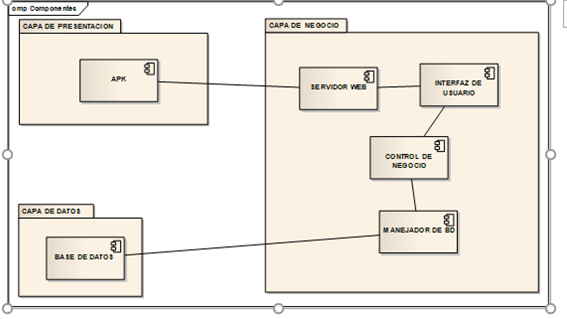 omp Componentes
CAPA DE PRESENTACION
APK
CAPA DE NEGOCIO
SERVIDOR WEB
INTERFAZ DE
USUARIO
CONTROL DE
NEGOCIO
MANEJADOR DE BD
CAPA DE DATOS
BASE DE DATOS